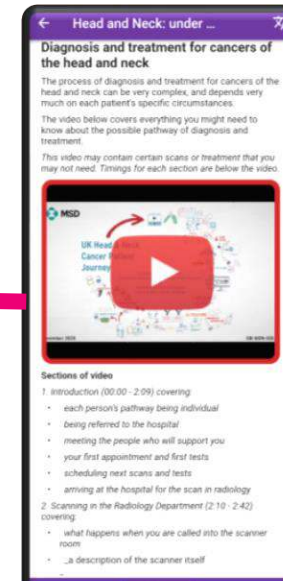 Head and Neck: under ...
Diagnosis and treatment for cancers of
the head and neck
The process of diagnosis and treatment for cancers of the
head and neck can be very complex, and depends very
much on each patient's specific circumstances.
The video below covers everything you might need to
know about the possible pathway of diagnosis and
treatment.
This video may contain certain scans or treatment that you
may not need. Timings for each section are below the video.
MSD
UK Head & Neck
Cancer Patient
Journey
Sections of video
1. Introduction (00:00 - 2:09) covering:
- each person's pathway being individual
- being referred to the hospital
- meeting the people who will support you
- your first appointment and first tests
- scheduling next scans and tests
- arriving at the hospital for the scan in radiology
2. Scanning in the Radiology Department (2:10 - 2:42)
covering:
- what happens when you are called into the scanner
room
- _a description of the scanner itself